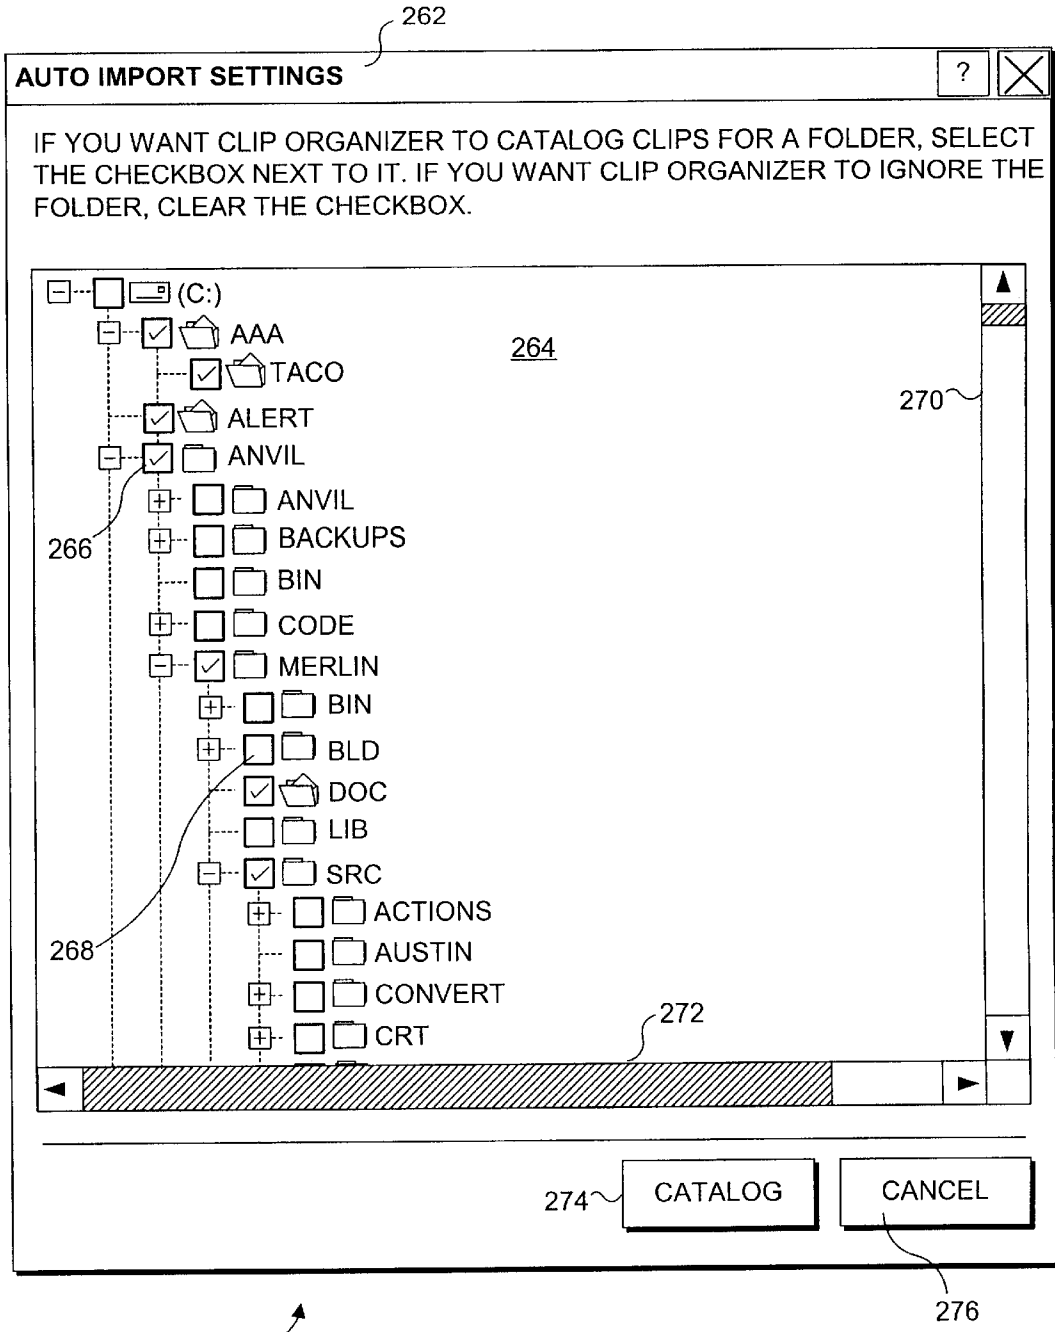 262
AUTO IMPORT SETTINGS ?
IF YOU WANT CLIP ORGANIZER TO CATALOG CLIPS FOR A FOLDER, SELECT
THE CHECKBOX NEXT TO IT. IF YOU WANT CLIP ORGANIZER TO IGNORE THE
FOLDER, CLEAR THE CHECKBOX.
(C:)
AAA
264
TACO
270
ALERT
ANVIL
ANVIL
266
BACKUPS
BIN
CODE
MERLIN
BIN
BLD
DOC
LIB
SRC
ACTIONS
268
AUSTIN
CONVERT
272
CRT
274
CATALOG
CANCEL
276